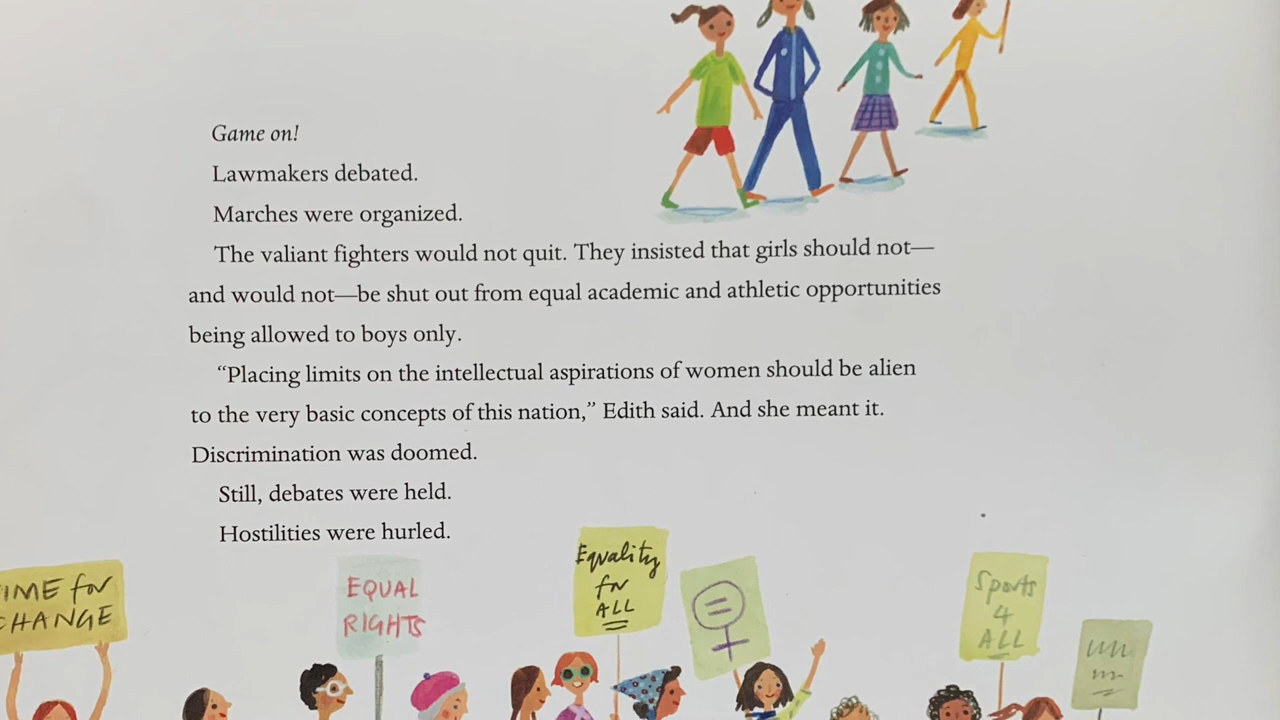 Game on!
Lawmakers debated.
Marches were organized.
The valiant fighters would not quit. They insisted that girls should not—
and would not—be shut out from equal academic and athletic opportunities
being allowed to boys only.
“Placing limits on the intellectual aspirations of women should be alien
to the very basic concepts of this nation,” Edith said. And she meant it.
Discrimination was doomed.
Still, debates were held.
Hostilities were hurled.
IME for
CHANGE
EQUAL
RIGHTS
Equality
for
ALL
Sports
4
ALL